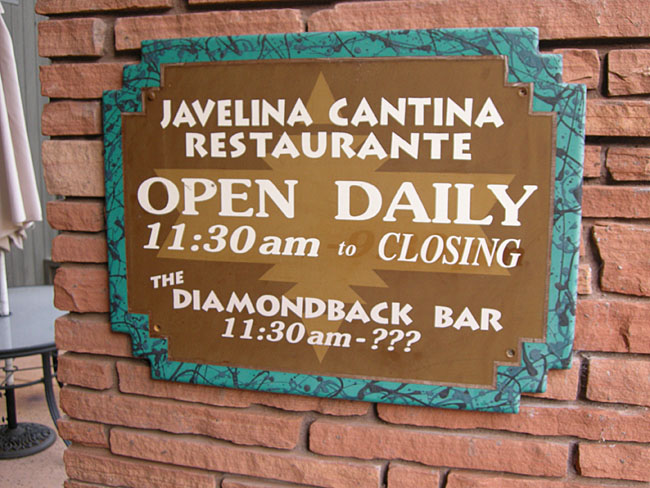 JAVELINA CANTINA
RESTAURANTE
OPEN DAILY
11:30 am to CLOSING
THE DIAMONDBACK BAR
11:30 am - ???